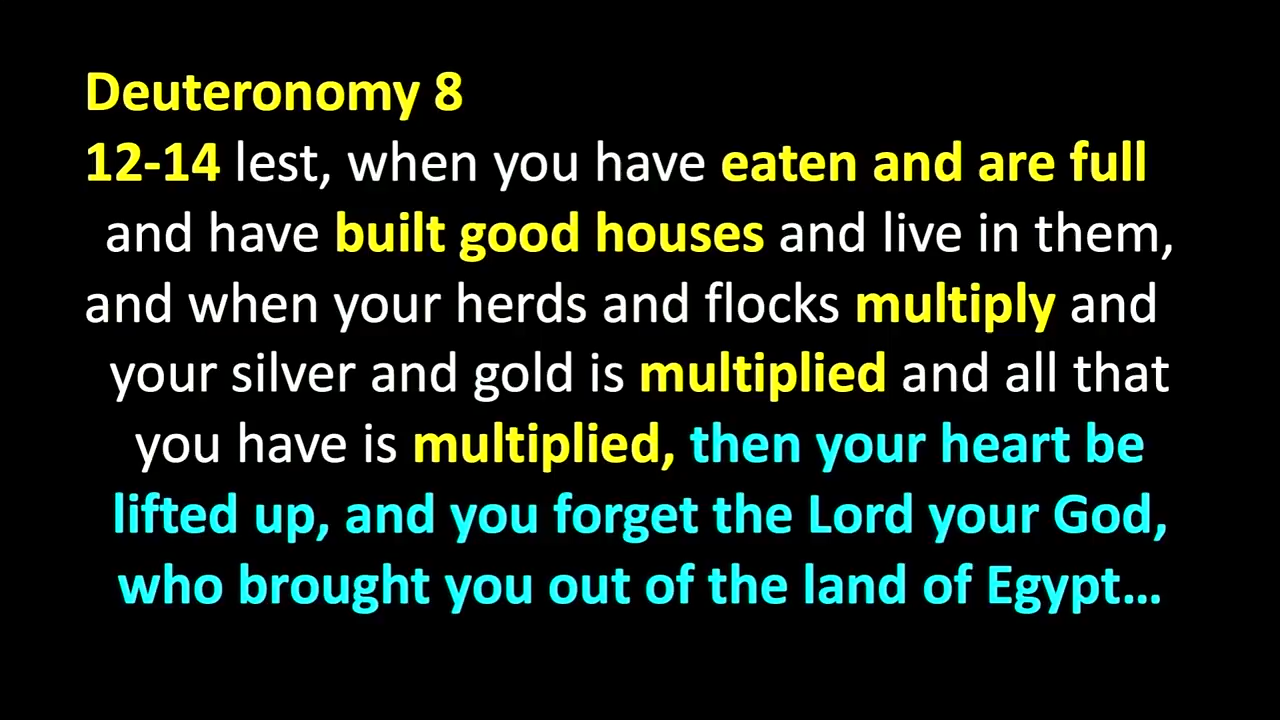 Deuteronomy 8
12-14 lest, when you have eaten and are full
and have built good houses and live in them,
and when your herds and flocks multiply and
your silver and gold is multiplied and all that
you have is multiplied, then your heart be
lifted up, and you forget the Lord your God,
who brought you out of the land of Egypt…